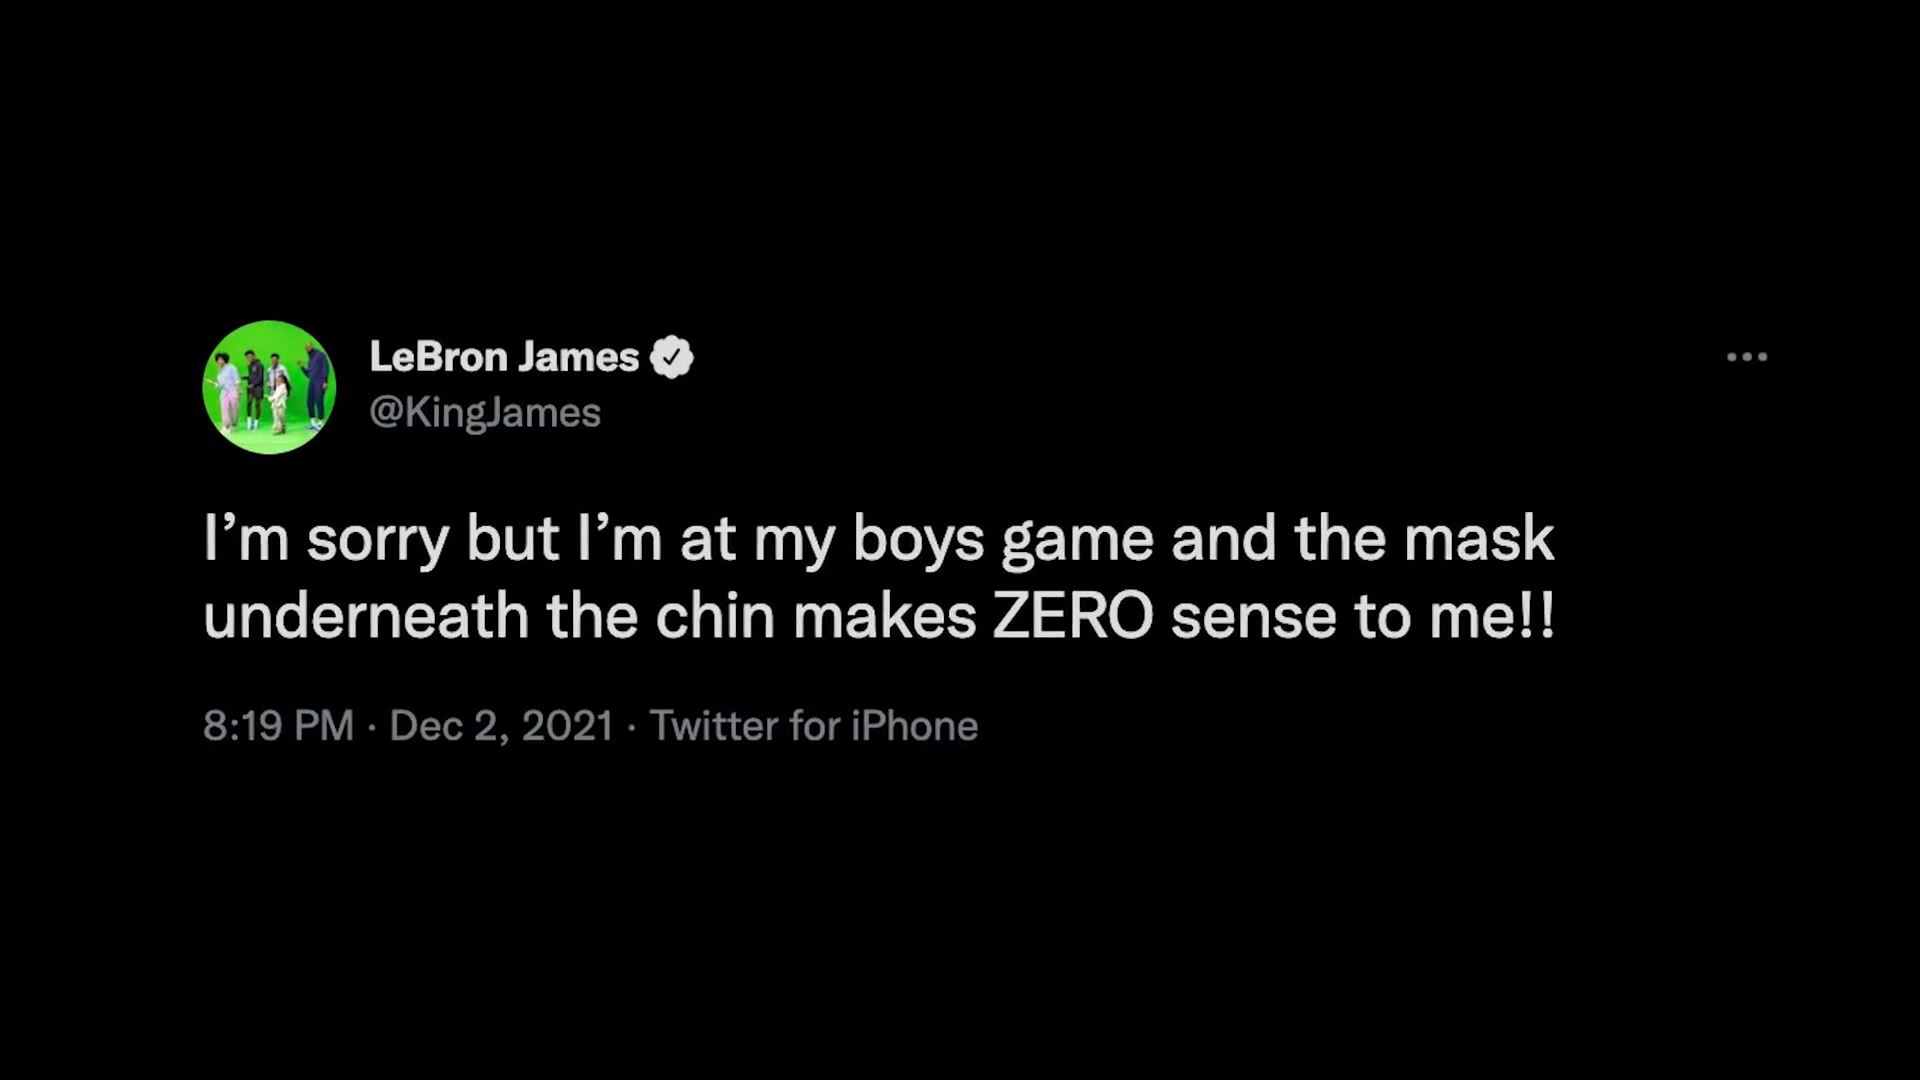 LeBron James
@KingJames
I’m sorry but I’m at my boys game and the mask
underneath the chin makes ZERO sense to me!!
8:19 PM · Dec 2, 2021 · Twitter for iPhone